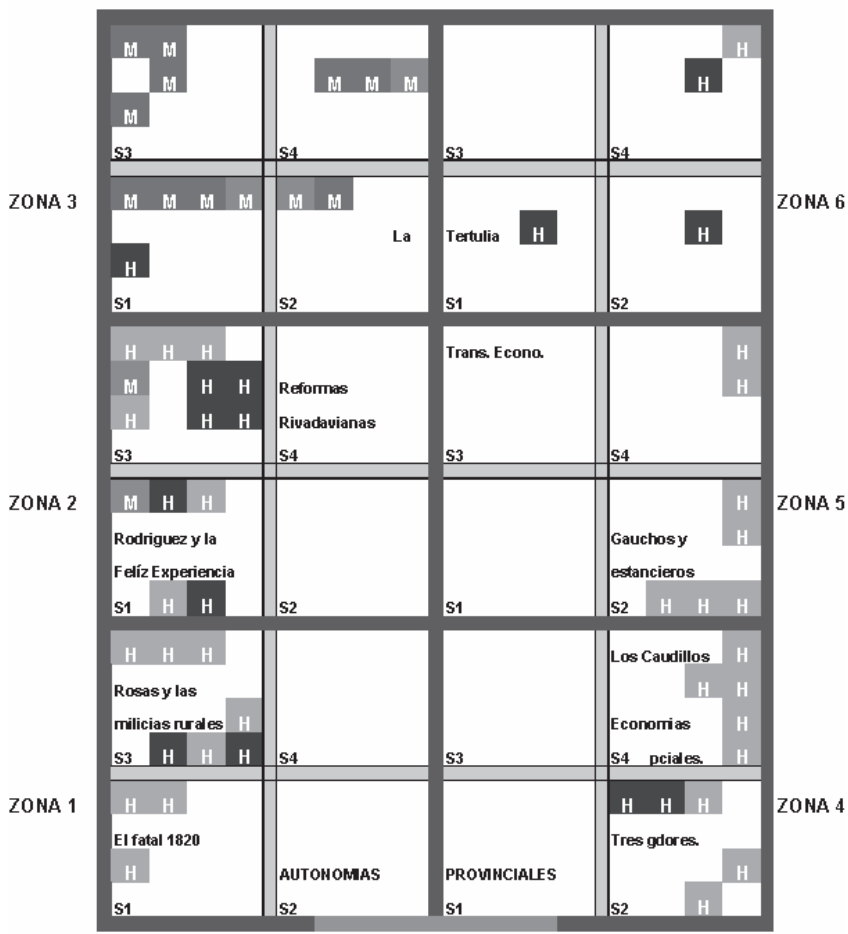 M M H
M M M M H
M
S3 S4 S3 S4
ZONA 3 M M M M M M ZONA 6
La Tertulia H H
H
S1 S2 S1 S2
H H H Trans. Econo. H
M H H Reformas H
H H H Rivadavianas
S3 S4 S3 S4
ZONA 2 M H H H ZONA 5
Rodriguez y la Gauchos y H
Felíz Experiencia estancieros
S1 H H S2 S1 S2 H H H
H H H Los Caudillos H
Rosas y las H H
milicias rurales H Economias H
S3 H H H S4 S3 S4 pciales. H
ZONA 1 H H H H H ZONA 4
El fatal 1820 Tres gdores.
H AUTONOMIAS PROVINCIALES H
S1 S2 S1 S2 H